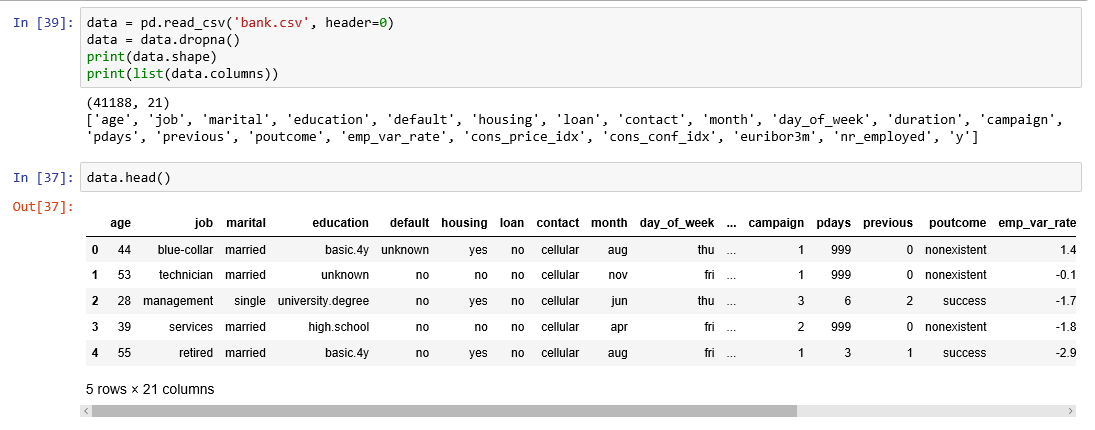 In [39]: data = pd.read_csv('bank.csv', header=0)
data = data.dropna()
print(data.shape)
print(list(data.columns))
(41188, 21)
['age', 'job', 'marital', 'education', 'default', 'housing', 'loan', 'contact', 'month', 'day_of_week', 'duration', 'campaign',
'pdays', 'previous', 'poutcome', 'emp_var_rate', 'cons_price_idx', 'cons_conf_idx', 'euribor3m', 'nr_employed', 'y']
In [37]: data.head()
Out[37]:
age job marital education default housing loan contact month day_of_week ... campaign pdays previous poutcome emp_var_rate
0 44 blue-collar married basic.4y unknown yes no cellular aug thu ... 1 999 0 nonexistent 1.4
1 53 technician married unknown no no no cellular nov fri ... 1 999 0 nonexistent -0.1
2 28 management single university.degree no yes no cellular jun thu ... 3 6 2 success -1.7
3 39 services married high.school no no no cellular apr fri ... 2 999 0 nonexistent -1.8
4 55 retired married basic.4y no yes no cellular aug fri ... 1 3 1 success -2.9
5 rows × 21 columns